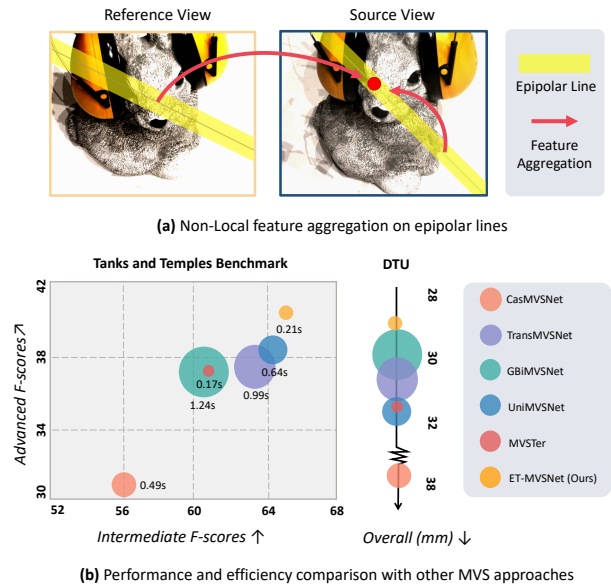 Reference View
Source View
Epipolar Line
Feature
Aggregation
(a) Non-Local feature aggregation on epipolar lines
Tanks and Temples Benchmark
DTU
Advanced F-scores↗
42
38
34
30
52
56
60
64
68
0.21s
0.64s
0.99s
0.17s
1.24s
0.49s
Intermediate F-scores ↑
28
30
32
38
Overall (mm) ↓
CasMVSNet
TransMVSNet
GBiMVSNet
UniMVSNet
MVSTer
ET-MVSNet (Ours)
(b) Performance and efficiency comparison with other MVS approaches